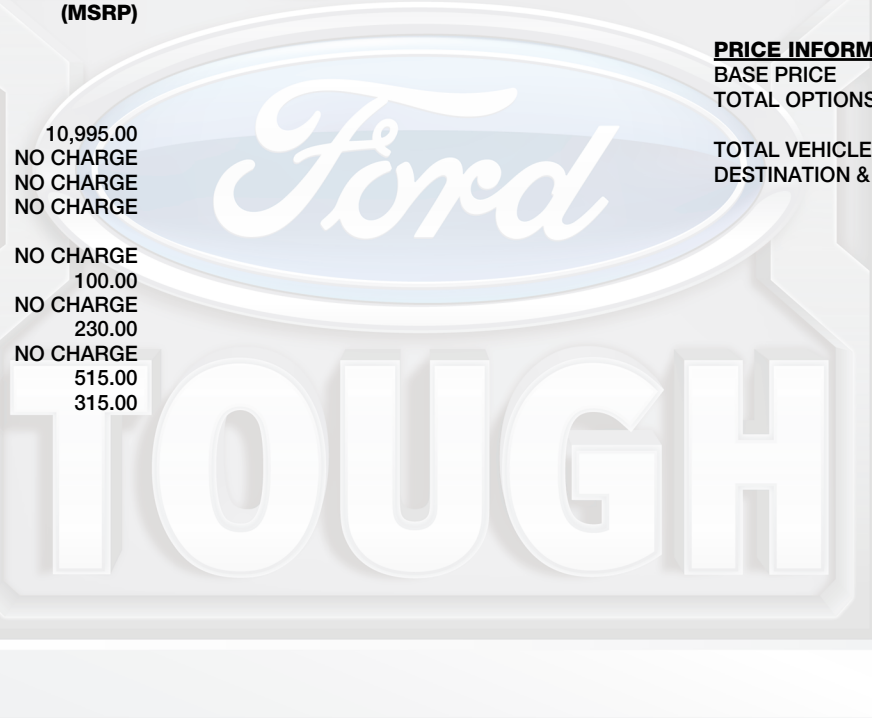 (MSRP)
10,995.00
NO CHARGE
NO CHARGE
NO CHARGE
NO CHARGE
100.00
NO CHARGE
230.00
NO CHARGE
515.00
315.00
PRICE INFORM
BASE PRICE
TOTAL OPTIONS
TOTAL VEHICLE
DESTINATION &
Ford
TOUGH